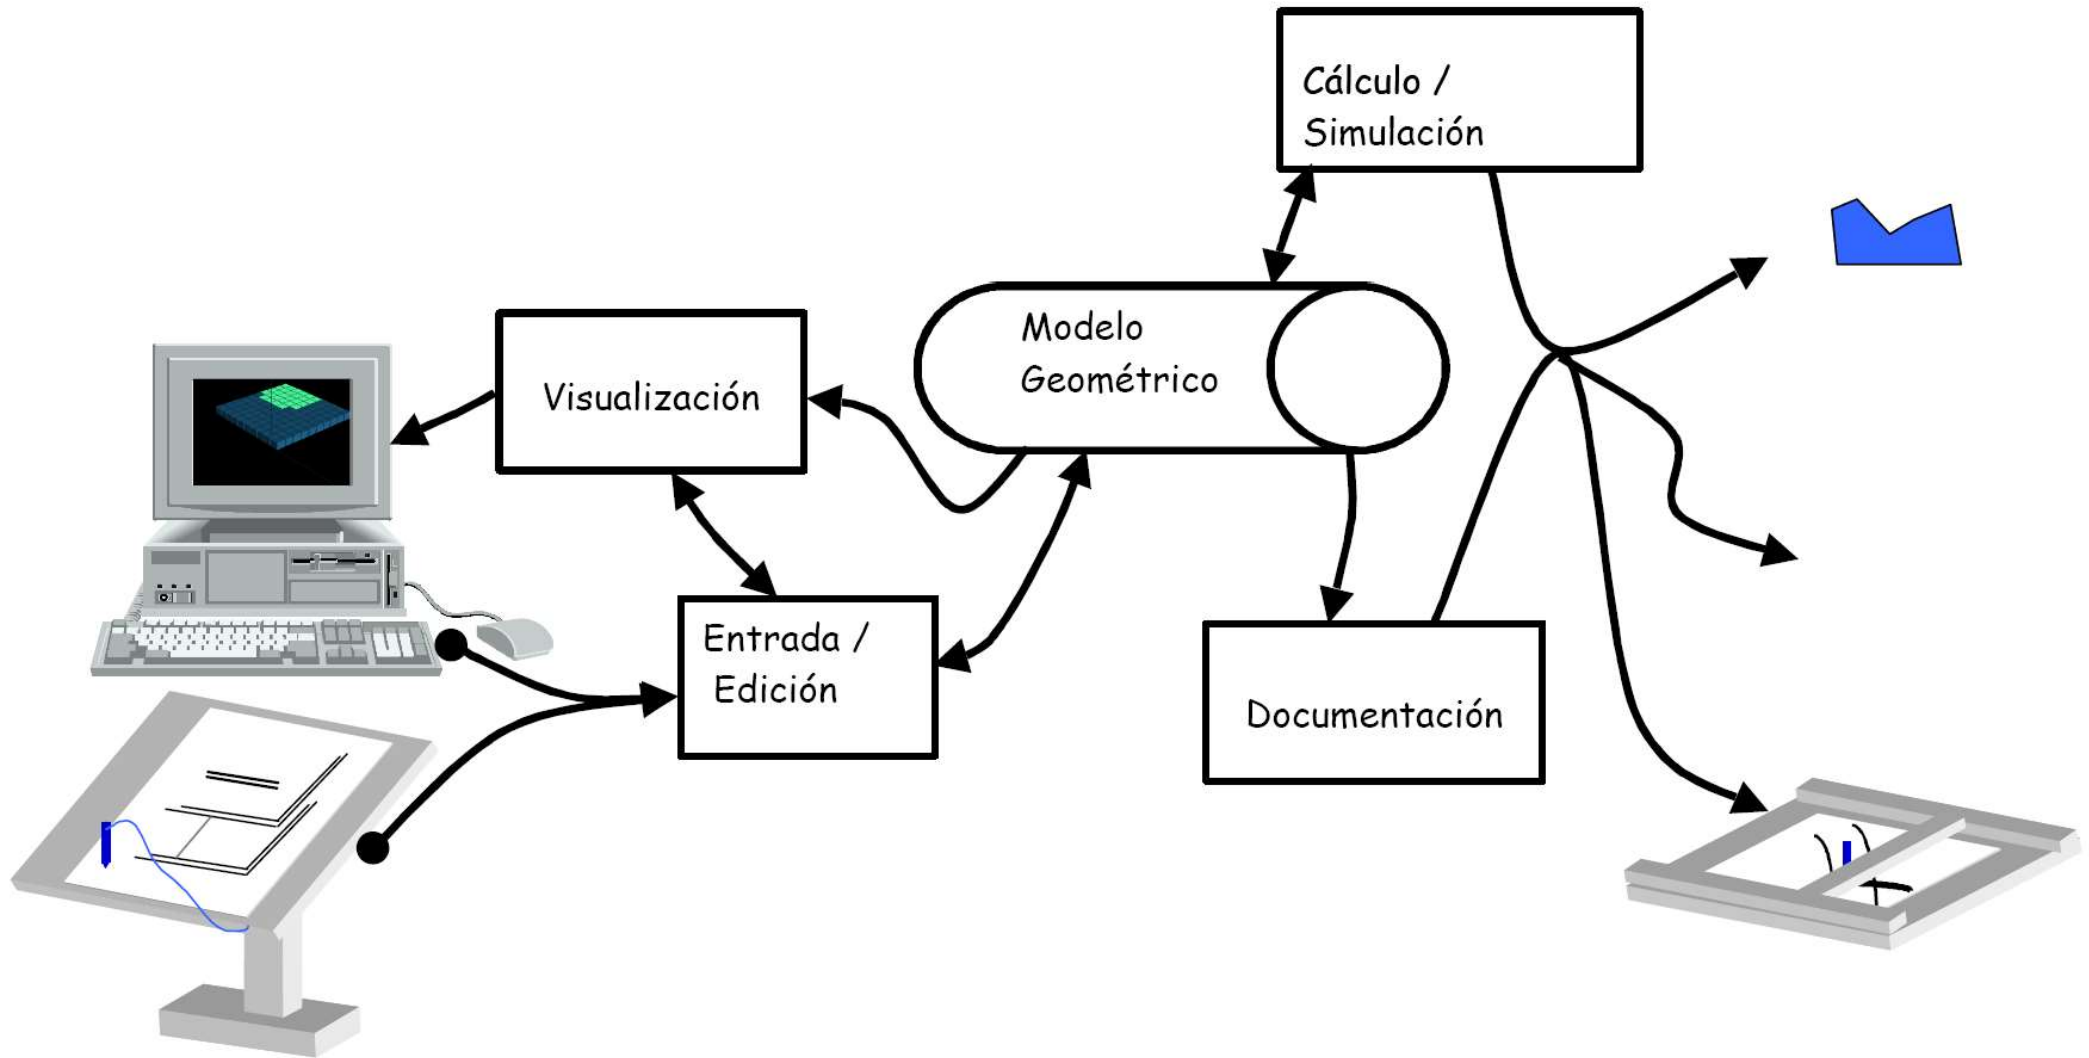 Cálculo /
Simulación
Modelo
Geométrico
Visualización
Entrada /
Edición
Documentación